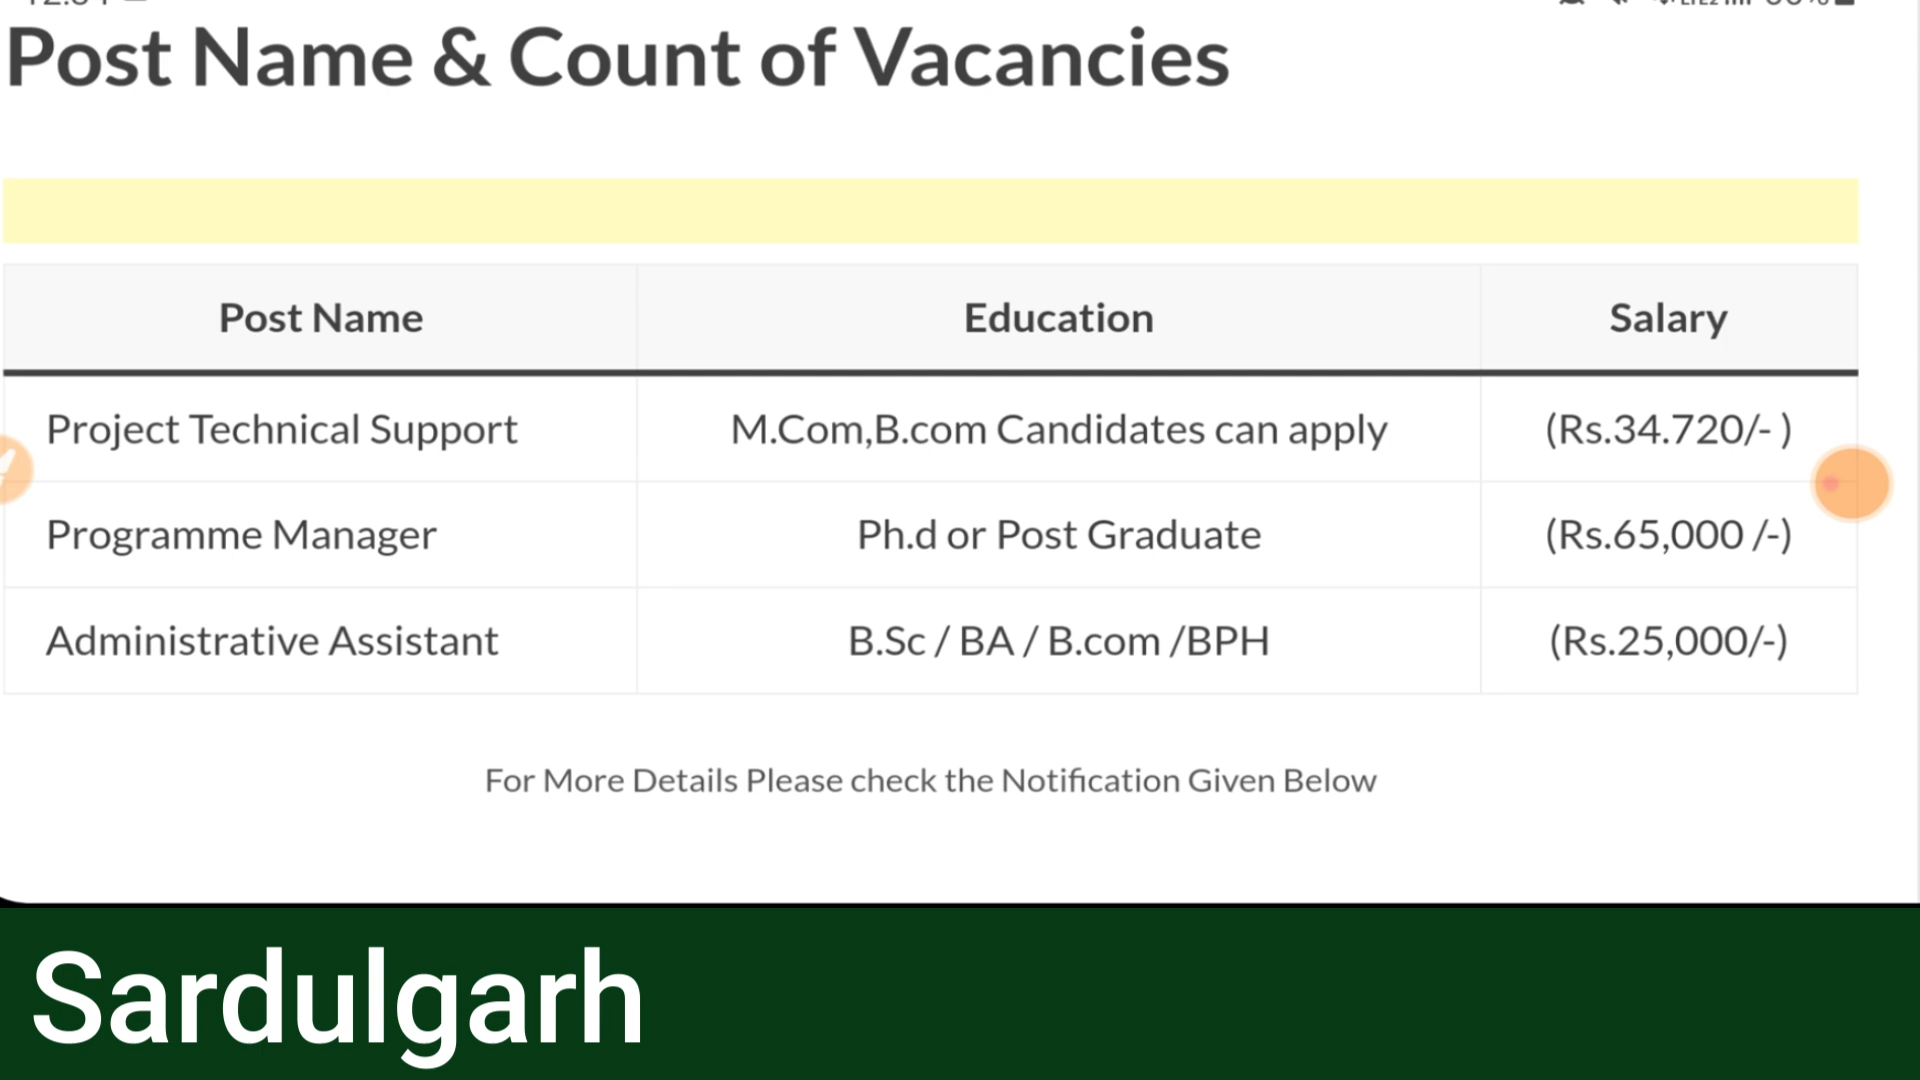 Post Name & Count of Vacancies
Post Name Education Salary
Project Technical Support M.Com,B.com Candidates can apply (Rs.34.720/- )
Programme Manager Ph.d or Post Graduate (Rs.65,000 /-)
Administrative Assistant B.Sc / BA / B.com /BPH (Rs.25,000/-)
For More Details Please check the Notification Given Below
Sardulgarh